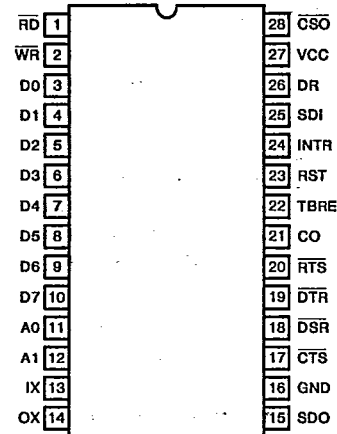 RD 1 28 CSO
WR 2 27 VCC
D0 3 26 DR
D1 4 25 SDI
D2 5 24 INTR
D3 6 23 RST
D4 7 22 TBRE
D5 8 21 CO
D6 9 20 RTS
D7 10 19 DTR
A0 11 18 DSR
A1 12 17 CTS
IX 13 16 GND
OX 14 15 SDO